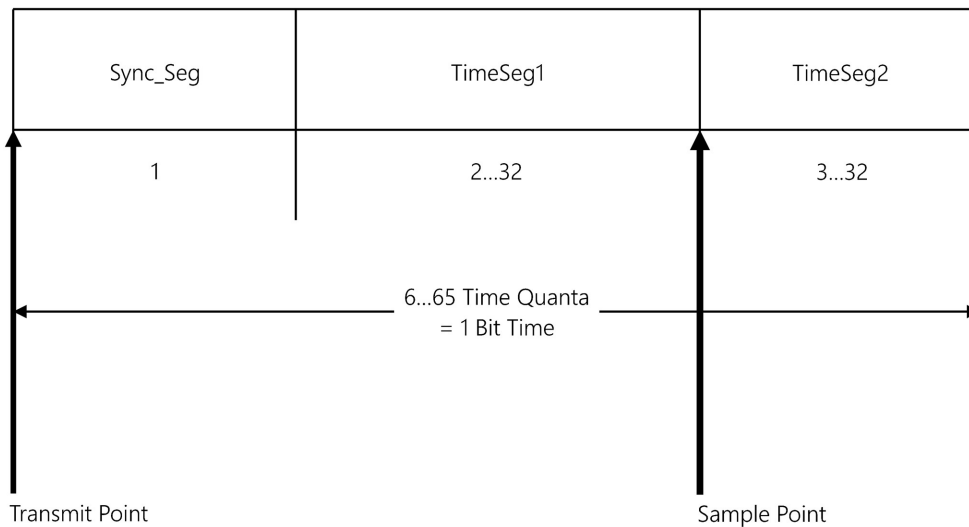 Sync_Seg
TimeSeg1
TimeSeg2
1
2...32
3...32
6...65 Time Quanta
= 1 Bit Time
Transmit Point
Sample Point